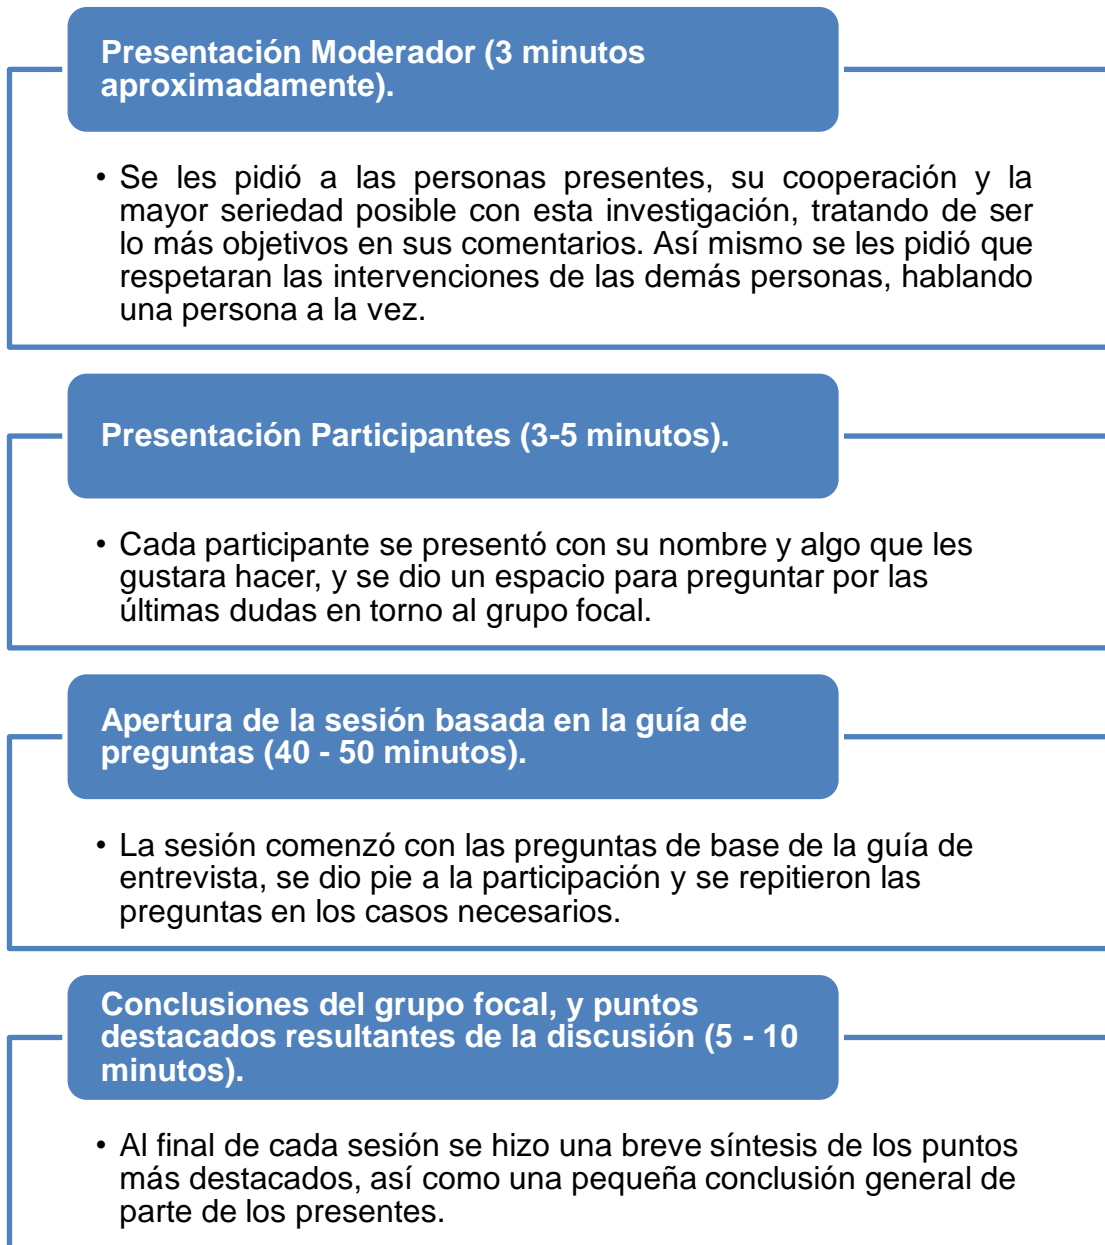 Presentación Moderador (3 minutos
aproximadamente).
• Se les pidió a las personas presentes, su cooperación y la
mayor seriedad posible con esta investigación, tratando de ser
lo más objetivos en sus comentarios. Así mismo se les pidió que
respetaran las intervenciones de las demás personas, hablando
una persona a la vez.
Presentación Participantes (3-5 minutos).
• Cada participante se presentó con su nombre y algo que les
gustara hacer, y se dio un espacio para preguntar por las
últimas dudas en torno al grupo focal.
Apertura de la sesión basada en la guía de
preguntas (40 - 50 minutos).
• La sesión comenzó con las preguntas de base de la guía de
entrevista, se dio pie a la participación y se repitieron las
preguntas en los casos necesarios.
Conclusiones del grupo focal, y puntos
destacados resultantes de la discusión (5 - 10
minutos).
• Al final de cada sesión se hizo una breve síntesis de los puntos
más destacados, así como una pequeña conclusión general de
parte de los presentes.